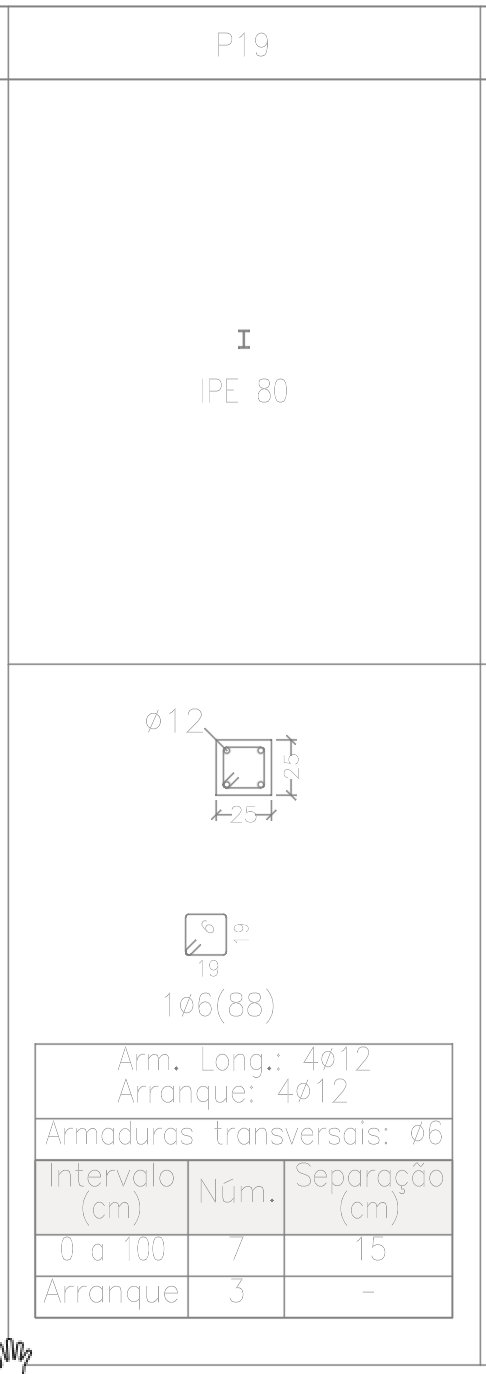 P19
IPE 80
ø12
25
25
6
19
19
1ø6(88)
Arm. Long.: 4ø12
Arranque: 4ø12
Armaduras transversais: ø6
Intervalo (cm) Núm. Separação (cm)
0 a 100 7 15
Arranque 3 -